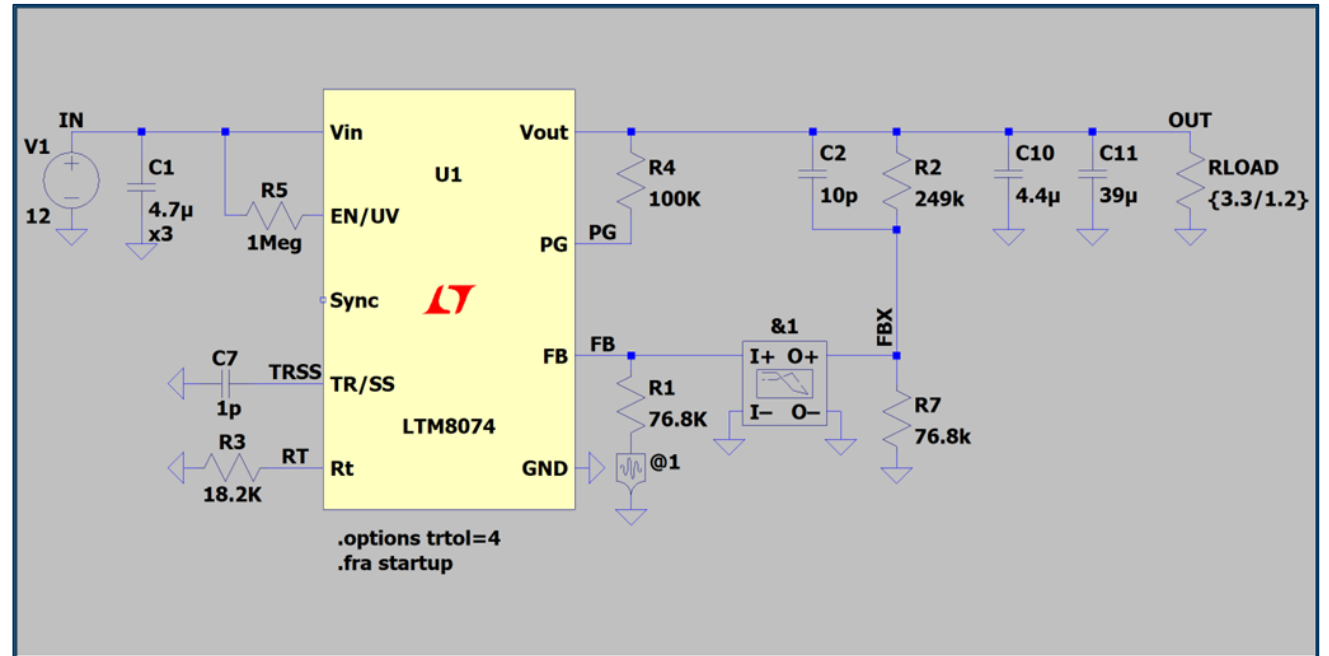 IN
V1
12
C1
4.7µ
x3
R5
1Meg
Vin
Vout
U1
EN/UV
PG
PG
Sync
FB
FB
TR/SS
TRSS
C7
1p
R3
18.2K
RT
Rt
LTM8074
GND
R4
100K
C2
10p
R2
249k
C10
4.4µ
C11
39µ
OUT
RLOAD
{3.3/1.2}
FBX
&1
I+ O+
I− O−
R1
76.8K
@1
R7
76.8k
.options trtol=4
.fra startup